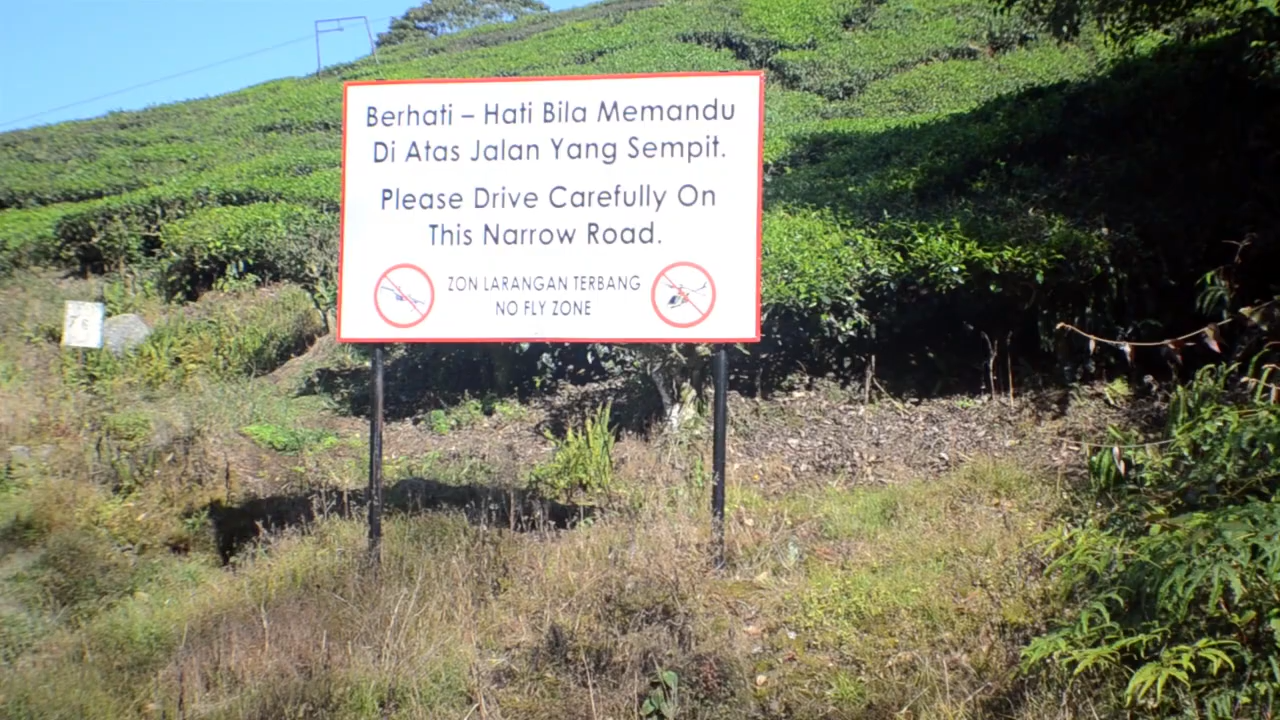 Berhati – Hati Bila Memandu
Di Atas Jalan Yang Sempit.
Please Drive Carefully On
This Narrow Road.
ZON LARANGAN TERBANG
NO FLY ZONE